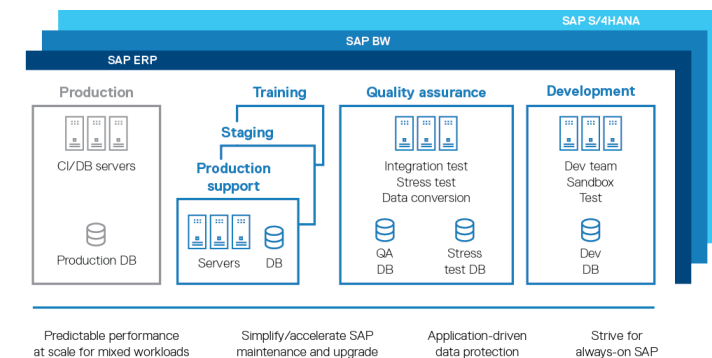 SAP S/4HANA
SAP BW
SAP ERP
Production
CI/DB servers
Production DB
Training
Staging
Production
support
Servers
DB
Quality assurance
Integration test
Stress test
Data conversion
QA
DB
Stress
test DB
Development
Dev team
Sandbox
Test
Dev
DB
Predictable performance
at scale for mixed workloads
Simplify/accelerate SAP
maintenance and upgrade
Application-driven
data protection
Strive for
always-on SAP